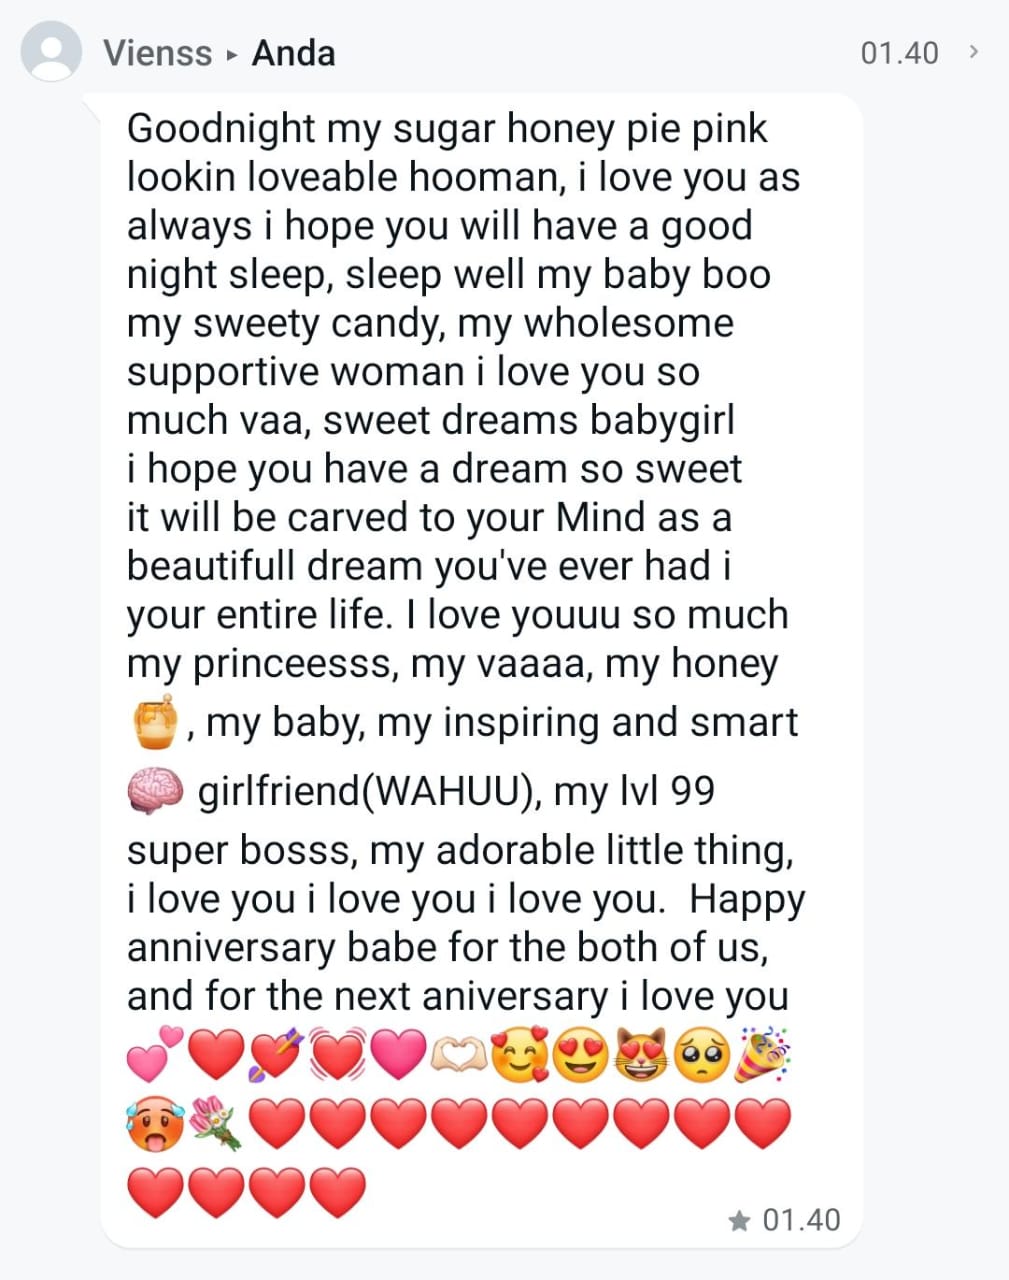 Vienss ▸ Anda 01.40 >
Goodnight my sugar honey pie pink
lookin loveable hooman, i love you as
always i hope you will have a good
night sleep, sleep well my baby boo
my sweety candy, my wholesome
supportive woman i love you so
much vaa, sweet dreams babygirl
i hope you have a dream so sweet
it will be carved to your Mind as a
beautifull dream you've ever had i
your entire life. I love youuu so much
my princeesss, my vaaaa, my honey
🍯, my baby, my inspiring and smart
🧠 girlfriend(WAHUU), my lvl 99
super bosss, my adorable little thing,
i love you i love you i love you.  Happy
anniversary babe for the both of us,
and for the next aniversary i love you
💕❤️💘💓🩷🫶🏻🥰😍😻🥺🎉
🥵💐❤️❤️❤️❤️❤️❤️❤️❤️❤️
❤️❤️❤️❤️
★ 01.40